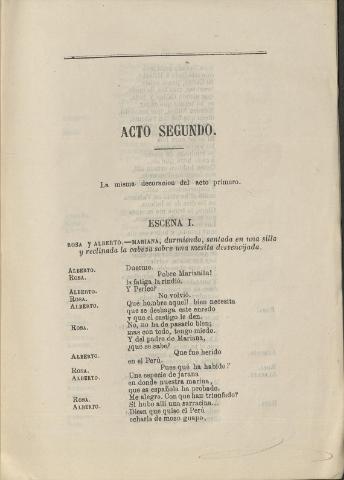 ACTO SEGUNDO.
La misma decoracion del acto primero.
ESCENA I.
ROSA Y ALBERTO.—MARIANA, durmiendo, sentada en una silla
y reclinada la cabeza sobre una mesita desvencijada.
ALBERTO. Duerme.
ROSA. Pobre Marianita!
la fatiga la rindió.
ALBERTO. Y Perico?
ROSA. No volvió.
ALBERTO. Qué hombre aquel! bien necesita
que se deshaga este enredo
y que el castigo le den.
ROSA. No, no ha de pasarlo bien;
mas con todo, tengo miedo.
Y del padre de Mariana,
¿qué se sabe?
ALBERTO. Que fué herido
en el Perú.
ROSA. Pues qué ha habido?
ALBERTO. Una especie de jarana
en donde nuestra marina,
que es española ha probado.
ROSA. Me alegro. Con que han triunfado?
ALBERTO. Si hubo allí una sarracina...
Dicen que quiso el Perú
echarla de mozo guapo,